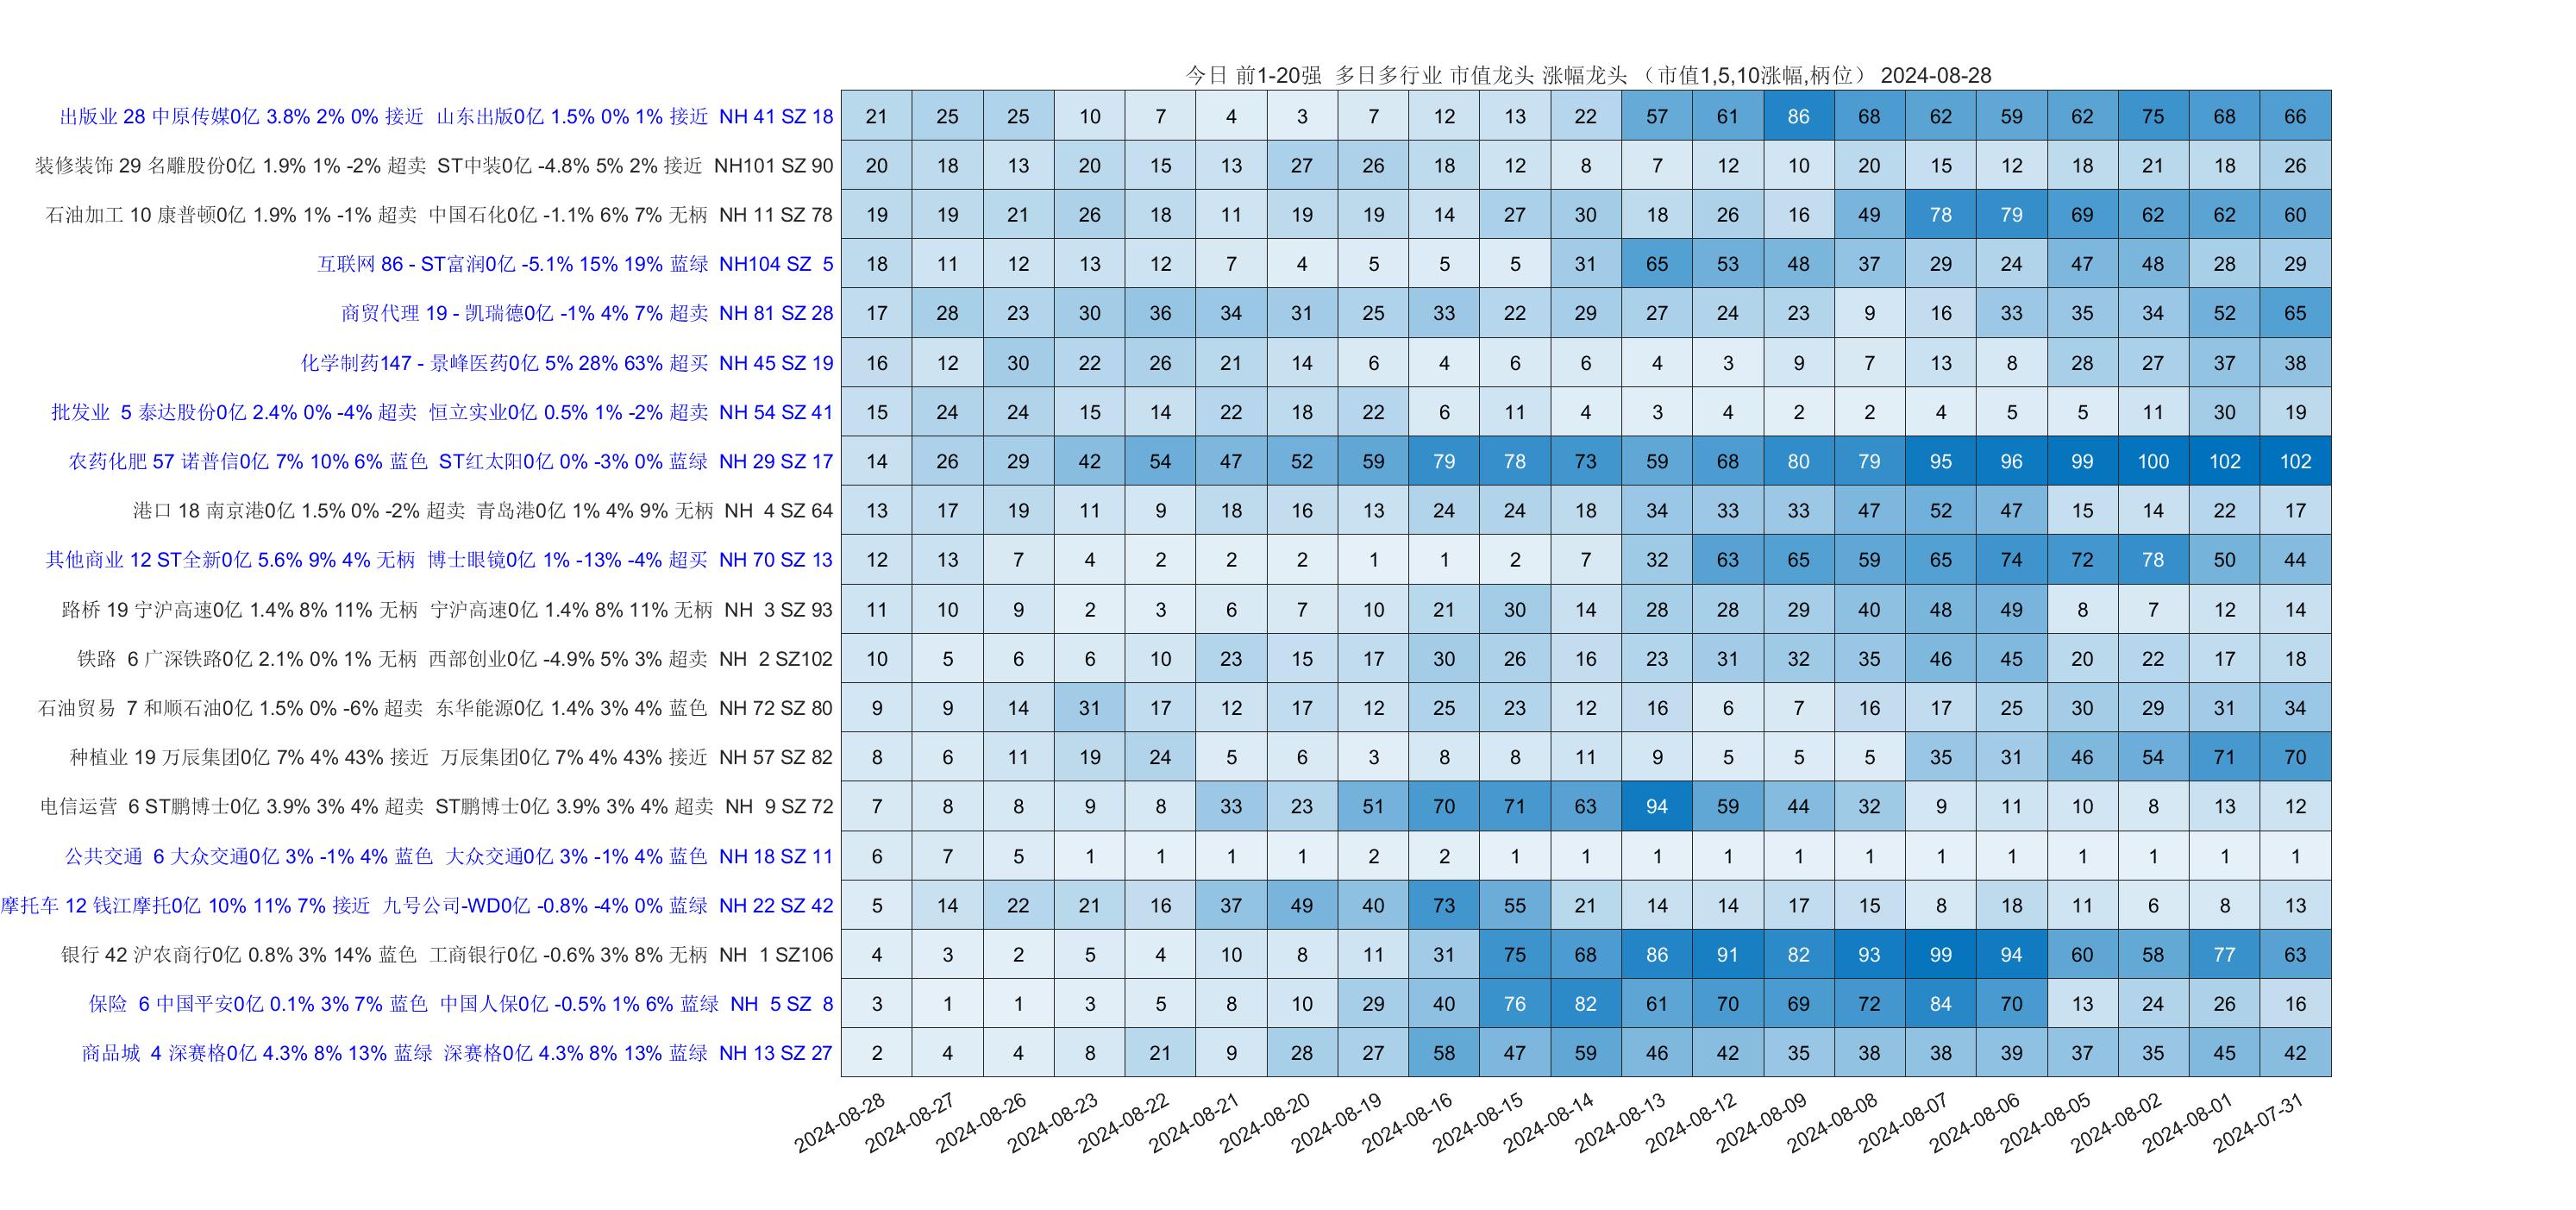 今日 前1-20强 多日多行业 市值龙头 涨幅龙头 （市值1,5,10涨幅,柄位） 2024-08-28
出版业 28 中原传媒0亿 3.8% 2% 0% 接近 山东出版0亿 1.5% 0% 1% 接近 NH 41 SZ 18 21 25 25 10 7 4 3 7 12 13 22 57 61 86 68 62 59 62 75 68 66
装修装饰 29 名雕股份0亿 1.9% 1% -2% 超卖 ST中装0亿 -4.8% 5% 2% 接近 NH101 SZ 90 20 18 13 20 15 13 27 26 18 12 8 7 12 10 20 15 12 18 21 18 26
石油加工 10 康普顿0亿 1.9% 1% -1% 超卖 中国石化0亿 -1.1% 6% 7% 无柄 NH 11 SZ 78 19 19 21 26 18 11 19 19 14 27 30 18 26 16 49 78 79 69 62 62 60
互联网 86 - ST富润0亿 -5.1% 15% 19% 蓝绿 NH104 SZ 5 18 11 12 13 12 7 4 5 5 5 31 65 53 48 37 29 24 47 48 28 29
商贸代理 19 - 凯瑞德0亿 -1% 4% 7% 超卖 NH 81 SZ 28 17 28 23 30 36 34 31 25 33 22 29 27 24 23 9 16 33 35 34 52 65
化学制药147 - 景峰医药0亿 5% 28% 63% 超买 NH 45 SZ 19 16 12 30 22 26 21 14 6 4 6 6 4 3 9 7 13 8 28 27 37 38
批发业 5 泰达股份0亿 2.4% 0% -4% 超卖 恒立实业0亿 0.5% 1% -2% 超卖 NH 54 SZ 41 15 24 24 15 14 22 18 22 6 11 4 3 4 2 2 4 5 5 11 30 19
农药化肥 57 诺普信0亿 7% 10% 6% 蓝色 ST红太阳0亿 0% -3% 0% 蓝绿 NH 29 SZ 17 14 26 29 42 54 47 52 59 79 78 73 59 68 80 79 95 96 99 100 102 102
港口 18 南京港0亿 1.5% 0% -2% 超卖 青岛港0亿 1% 4% 9% 无柄 NH 4 SZ 64 13 17 19 11 9 18 16 13 24 24 18 34 33 33 47 52 47 15 14 22 17
其他商业 12 ST全新0亿 5.6% 9% 4% 无柄 博士眼镜0亿 1% -13% -4% 超买 NH 70 SZ 13 12 13 7 4 2 2 2 1 1 2 7 32 63 65 59 65 74 72 78 50 44
路桥 19 宁沪高速0亿 1.4% 8% 11% 无柄 宁沪高速0亿 1.4% 8% 11% 无柄 NH 3 SZ 93 11 10 9 2 3 6 7 10 21 30 14 28 28 29 40 48 49 8 7 12 14
铁路 6 广深铁路0亿 2.1% 0% 1% 无柄 西部创业0亿 -4.9% 5% 3% 超卖 NH 2 SZ102 10 5 6 6 10 23 15 17 30 26 16 23 31 32 35 46 45 20 22 17 18
石油贸易 7 和顺石油0亿 1.5% 0% -6% 超卖 东华能源0亿 1.4% 3% 4% 蓝色 NH 72 SZ 80 9 9 14 31 17 12 17 12 25 23 12 16 6 7 16 17 25 30 29 31 34
种植业 19 万辰集团0亿 7% 4% 43% 接近 万辰集团0亿 7% 4% 43% 接近 NH 57 SZ 82 8 6 11 19 24 5 6 3 8 8 11 9 5 5 5 35 31 46 54 71 70
电信运营 6 ST鹏博士0亿 3.9% 3% 4% 超卖 ST鹏博士0亿 3.9% 3% 4% 超卖 NH 9 SZ 72 7 8 8 9 8 33 23 51 70 71 63 94 59 44 32 9 11 10 8 13 12
公共交通 6 大众交通0亿 3% -1% 4% 蓝色 大众交通0亿 3% -1% 4% 蓝色 NH 18 SZ 11 6 7 5 1 1 1 1 2 2 1 1 1 1 1 1 1 1 1 1 1 1
摩托车 12 钱江摩托0亿 10% 11% 7% 接近 九号公司-WD0亿 -0.8% -4% 0% 蓝绿 NH 22 SZ 42 5 14 22 21 16 37 49 40 73 55 21 14 14 17 15 8 18 11 6 8 13
银行 42 沪农商行0亿 0.8% 3% 14% 蓝色 工商银行0亿 -0.6% 3% 8% 无柄 NH 1 SZ106 4 3 2 5 4 10 8 11 31 75 68 86 91 82 93 99 94 60 58 77 63
保险 6 中国平安0亿 0.1% 3% 7% 蓝色 中国人保0亿 -0.5% 1% 6% 蓝绿 NH 5 SZ 8 3 1 1 3 5 8 10 29 40 76 82 61 70 69 72 84 70 13 24 26 16
商品城 4 深赛格0亿 4.3% 8% 13% 蓝绿 深赛格0亿 4.3% 8% 13% 蓝绿 NH 13 SZ 27 2 4 4 8 21 9 28 27 58 47 59 46 42 35 38 38 39 37 35 45 42
2024-08-28 2024-08-27 2024-08-26 2024-08-23 2024-08-22 2024-08-21 2024-08-20 2024-08-19 2024-08-16 2024-08-15 2024-08-14 2024-08-13 2024-08-12 2024-08-09 2024-08-08 2024-08-07 2024-08-06 2024-08-05 2024-08-02 2024-08-01 2024-07-31